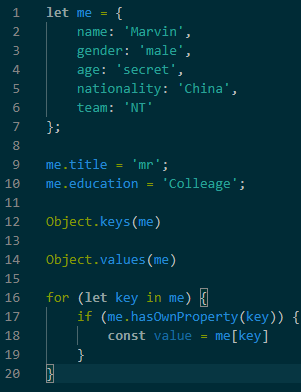 1 let me = {
2     name: 'Marvin',
3     gender: 'male',
4     age: 'secret',
5     nationality: 'China',
6     team: 'NT'
7 };
8
9 me.title = 'mr';
10 me.education = 'Colleage';
11
12 Object.keys(me)
13
14 Object.values(me)
15
16 for (let key in me) {
17     if (me.hasOwnProperty(key)) {
18         const value = me[key]
19     }
20 }